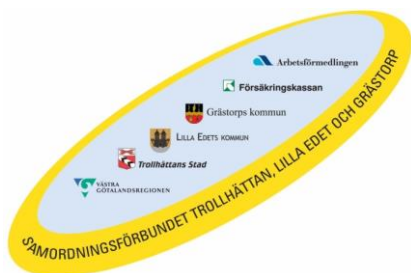 Arbetsförmedlingen
Försäkringskassan
Grästorps kommun
LILLA EDETS KOMMUN
Trollhättans Stad
VÄSTRA
GÖTALANDSREGIONEN
SAMORDNINGSFÖRBUNDET TROLLHÄTTAN, LILLA EDET OCH GRÄSTORP